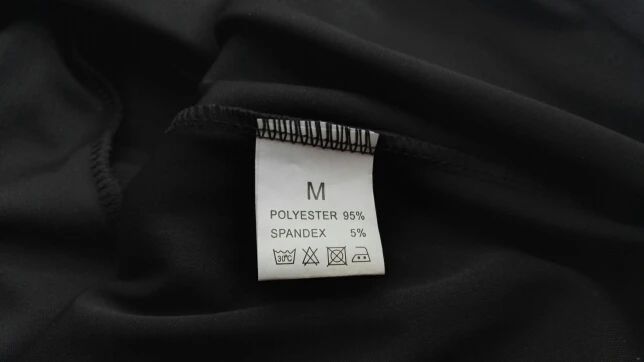 M
POLYESTER 95%
SPANDEX 5%
30°C